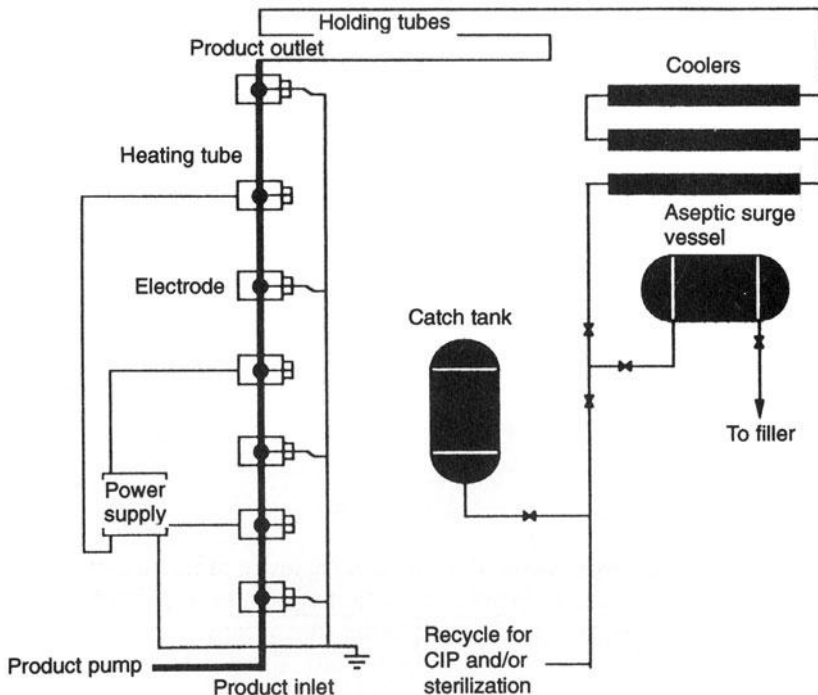 Holding tubes
Product outlet
Coolers
Heating tube
Aseptic surge
vessel
Electrode
Catch tank
To filler
Power
supply
Recycle for
CIP and/or
sterilization
Product pump
Product inlet